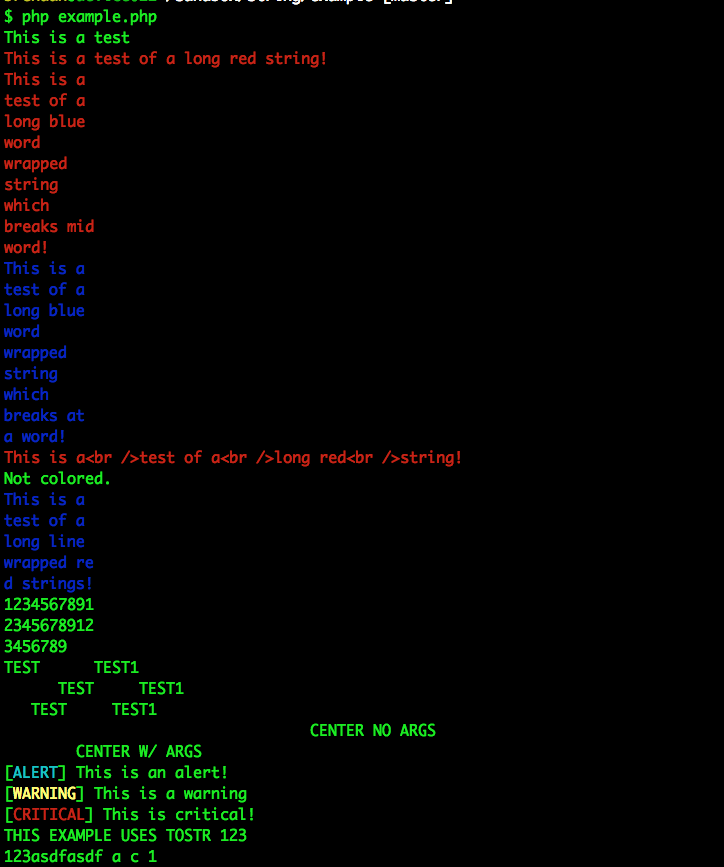 $ php example.php
This is a test
This is a test of a long red string!
This is a
test of a
long blue
word
wrapped
string
which
breaks mid
word!
This is a
test of a
long blue
word
wrapped
string
which
breaks at
a word!
This is a<br />test of a<br />long red<br />string!
Not colored.
This is a
test of a
long line
wrapped re
d strings!
1234567891
2345678912
3456789
TEST      TEST1
      TEST     TEST1
   TEST     TEST1
                                  CENTER NO ARGS
        CENTER W/ ARGS
[ALERT] This is an alert!
[WARNING] This is a warning
[CRITICAL] This is critical!
THIS EXAMPLE USES TOSTR 123
123asdfasdf a c 1